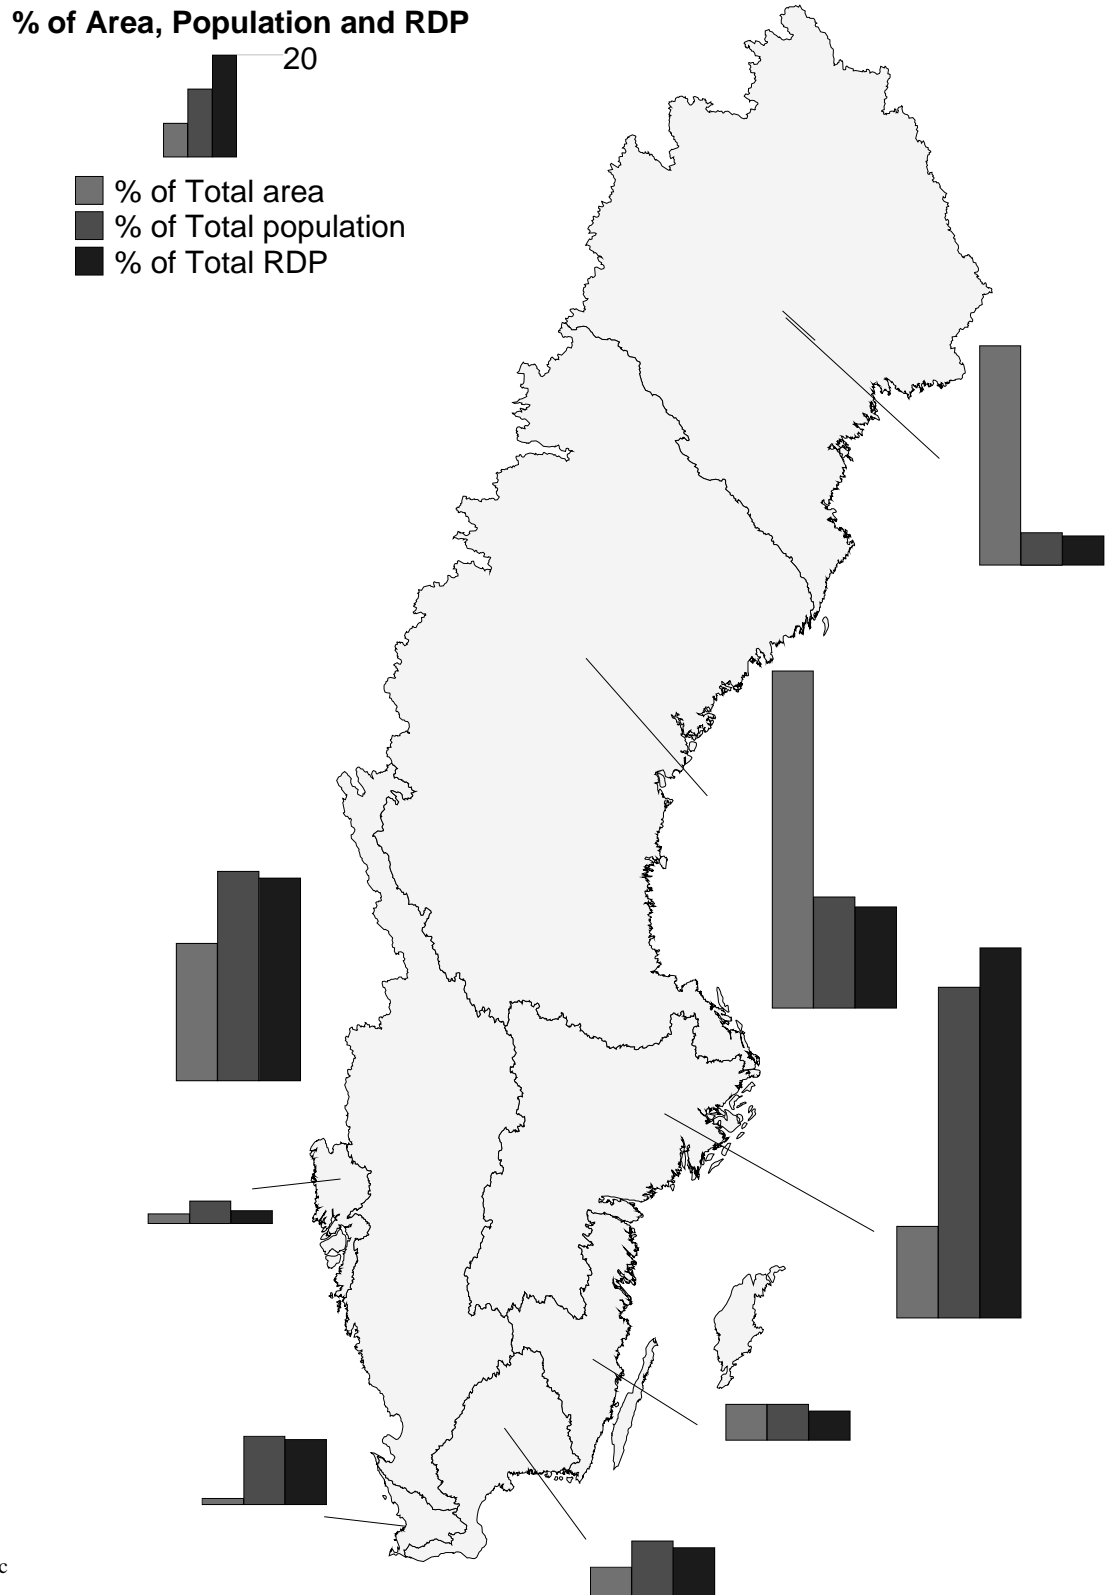 % of Area, Population and RDP
20
% of Total area
% of Total population
% of Total RDP
c